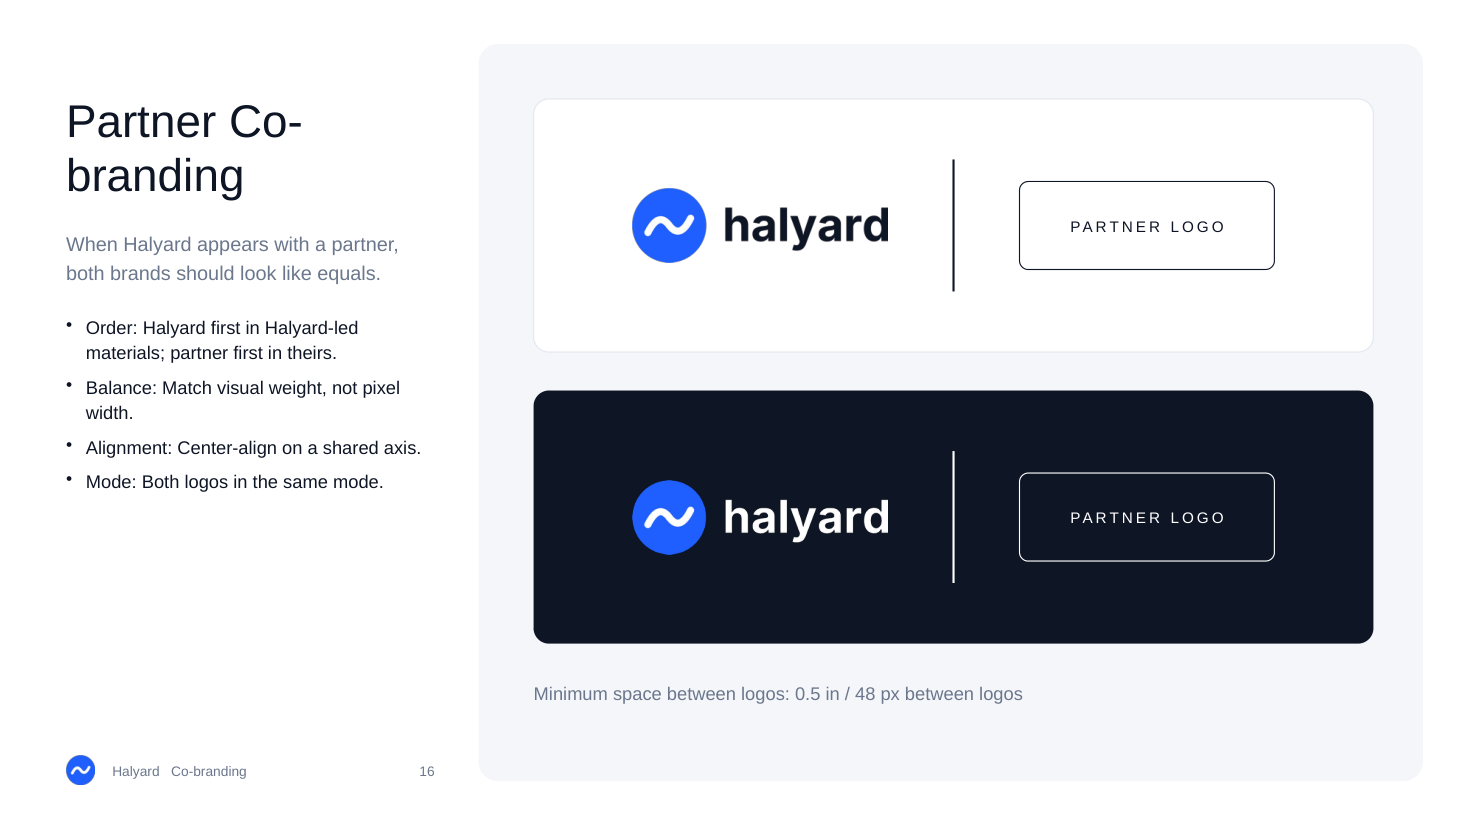 Partner Co-
branding
When Halyard appears with a partner,
both brands should look like equals.
• Order: Halyard first in Halyard-led
materials; partner first in theirs.
• Balance: Match visual weight, not pixel
width.
• Alignment: Center-align on a shared axis.
• Mode: Both logos in the same mode.
Halyard Co-branding 16
halyard
PARTNER LOGO
halyard
PARTNER LOGO
Minimum space between logos: 0.5 in / 48 px between logos